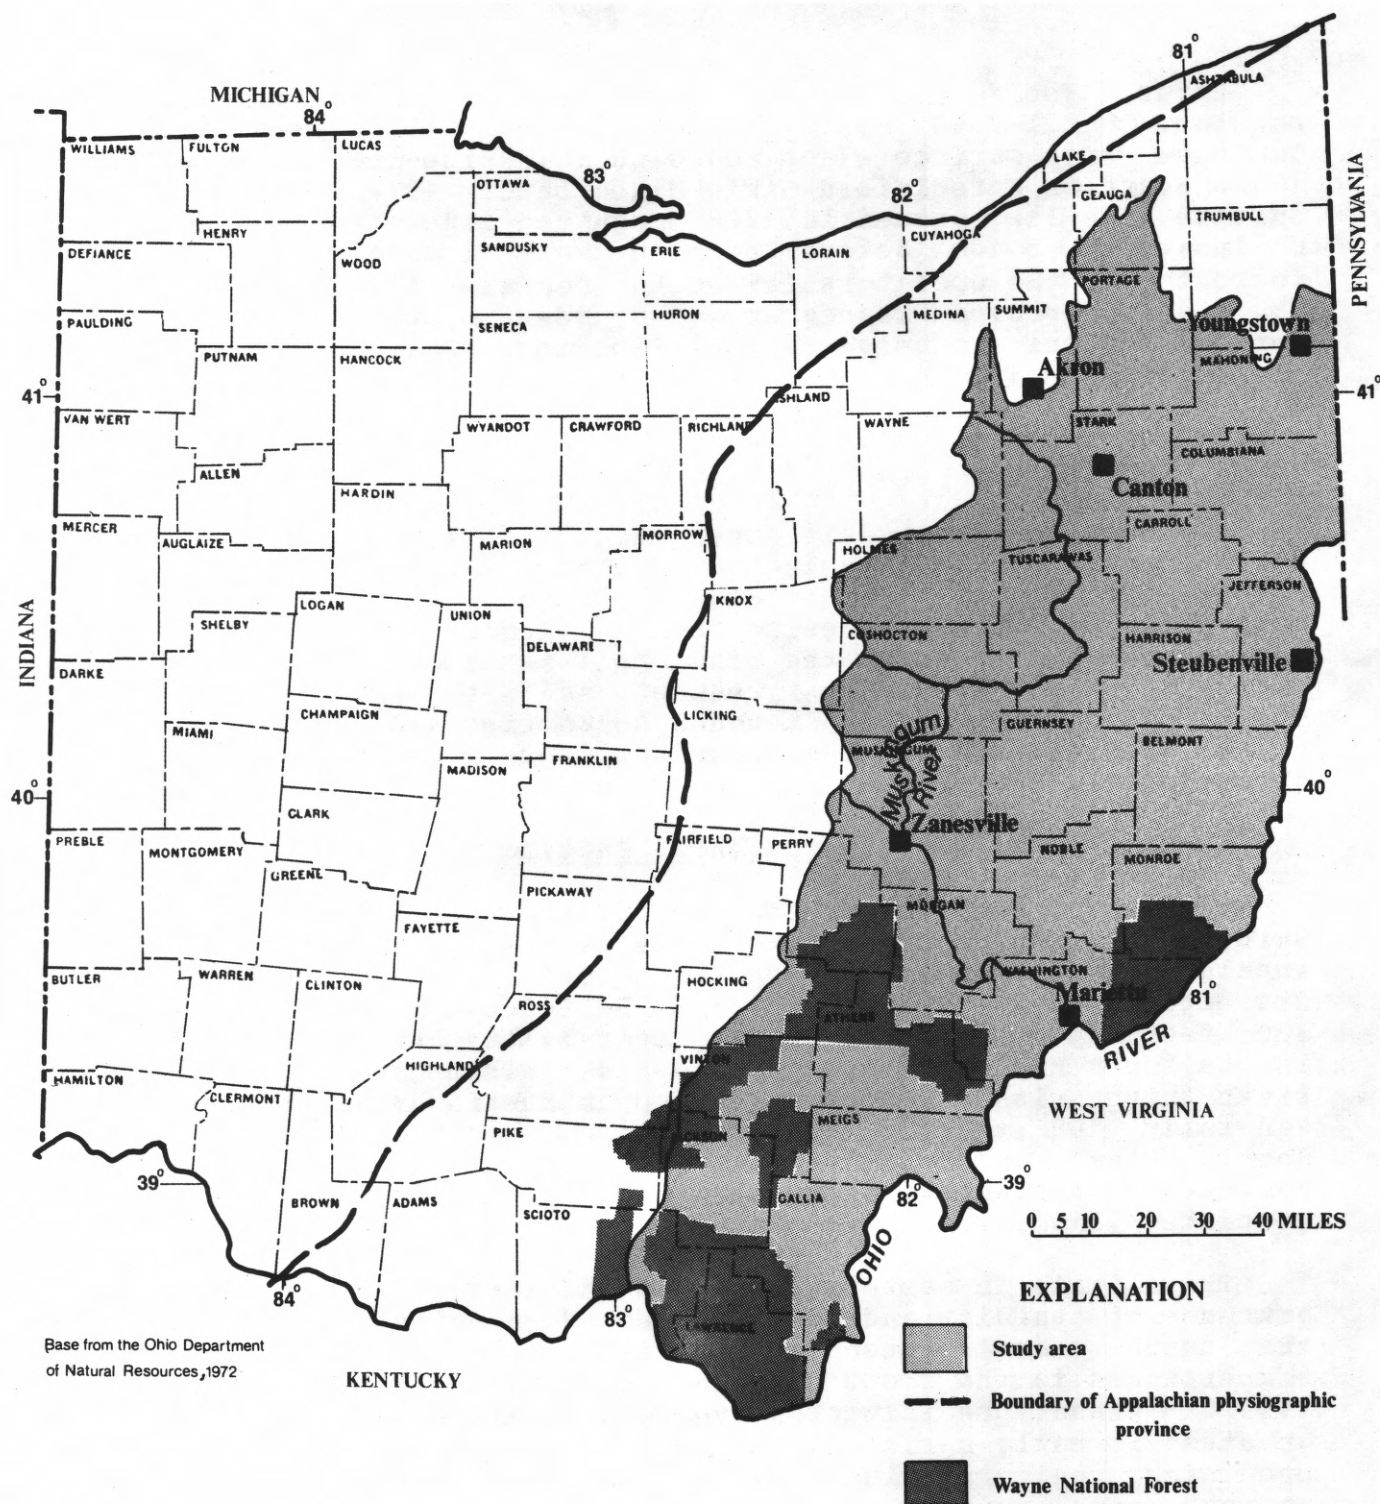 MICHIGAN
84°
81°
ASHTABULA
WILLIAMS
FULTON
LUCAS
LAKE
OTTAWA
83°
82°
GEAUGA
PENNSYLVANIA
TRUMBULL
HENRY
SANDUSKY
ERIE
LORAIN
CUYAHOGA
DEFIANCE
WOOD
PORTAGE
PAULDING
SENECA
HURON
MEDINA
SUMMIT
Youngstown
PUTNAM
HANCOCK
MAHONING
Akron
41°
41°
VAN WERT
WYANDOT
CRAWFORD
RICHLAND
ASHLAND
WAYNE
STARK
COLUMBIANA
ALLEN
HARDIN
Canton
MERCER
AUGLAIZE
MARION
MORROW
HOLMES
TUSCARAWAS
CARROLL
JEFFERSON
LOGAN
KNOX
SHELBY
UNION
INDIANA
DELAWARE
COSHOCTON
HARRISON
Steubenville
DARKE
CHAMPAIGN
LICKING
GUERNSEY
MIAMI
MUSKINGUM
Muskingum
River
BELMONT
MADISON
FRANKLIN
40°
40°
CLARK
Zanesville
PREBLE
MONTGOMERY
FAIRFIELD
PERRY
NOBLE
MONROE
GREENE
PICKAWAY
MORGAN
FAYETTE
BUTLER
WARREN
CLINTON
HOCKING
WASHINGTON
81°
ROSS
Marietta
ATHENS
RIVER
HIGHLAND
VINTON
HAMILTON
CLERMONT
WEST VIRGINIA
PIKE
JACKSON
MEIGS
39°
39°
82°
BROWN
ADAMS
SCIOTO
GALLIA
0 5 10 20 30 40 MILES
OHIO
84°
83°
EXPLANATION
LAWRENCE
Base from the Ohio Department
of Natural Resources, 1972
KENTUCKY
Study area
Boundary of Appalachian physiographic
province
Wayne National Forest